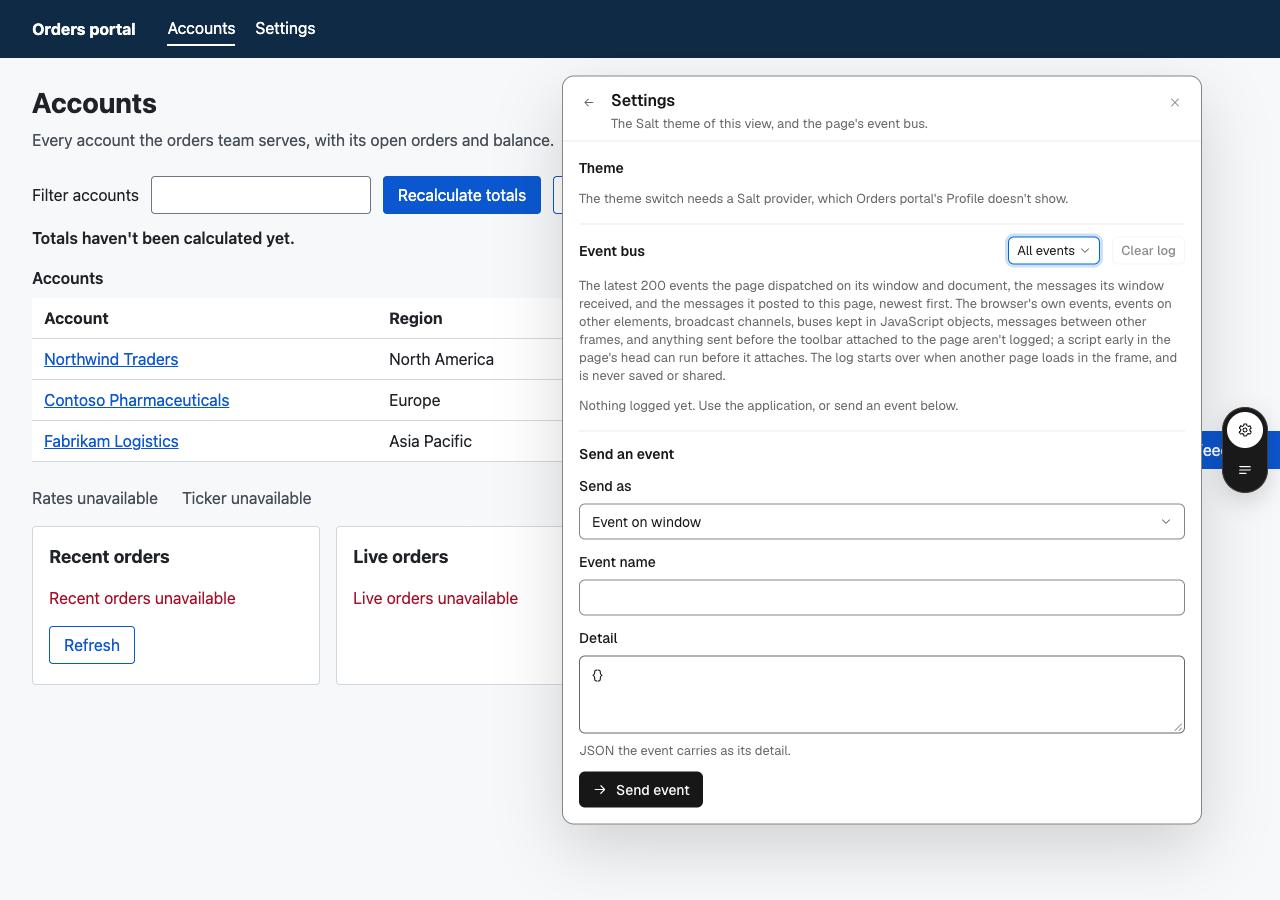 Orders portal
Accounts
Settings
Accounts
Every account the orders team serves, with its open orders and balance.
Filter accounts
Recalculate totals
Totals haven't been calculated yet.
Accounts
Account
Region
Northwind Traders
North America
Contoso Pharmaceuticals
Europe
Fabrikam Logistics
Asia Pacific
Rates unavailable
Ticker unavailable
Recent orders
Recent orders unavailable
Refresh
Live orders
Live orders unavailable
Settings
The Salt theme of this view, and the page's event bus.
Theme
The theme switch needs a Salt provider, which Orders portal's Profile doesn't show.
Event bus
All events
Clear log
The latest 200 events the page dispatched on its window and document, the messages its window
received, and the messages it posted to this page, newest first. The browser's own events, events on
other elements, broadcast channels, buses kept in JavaScript objects, messages between other
frames, and anything sent before the toolbar attached to the page aren't logged; a script early in the
page's head can run before it attaches. The log starts over when another page loads in the frame, and
is never saved or shared.
Nothing logged yet. Use the application, or send an event below.
Send an event
Send as
Event on window
Event name
Detail
{}
JSON the event carries as its detail.
Send event